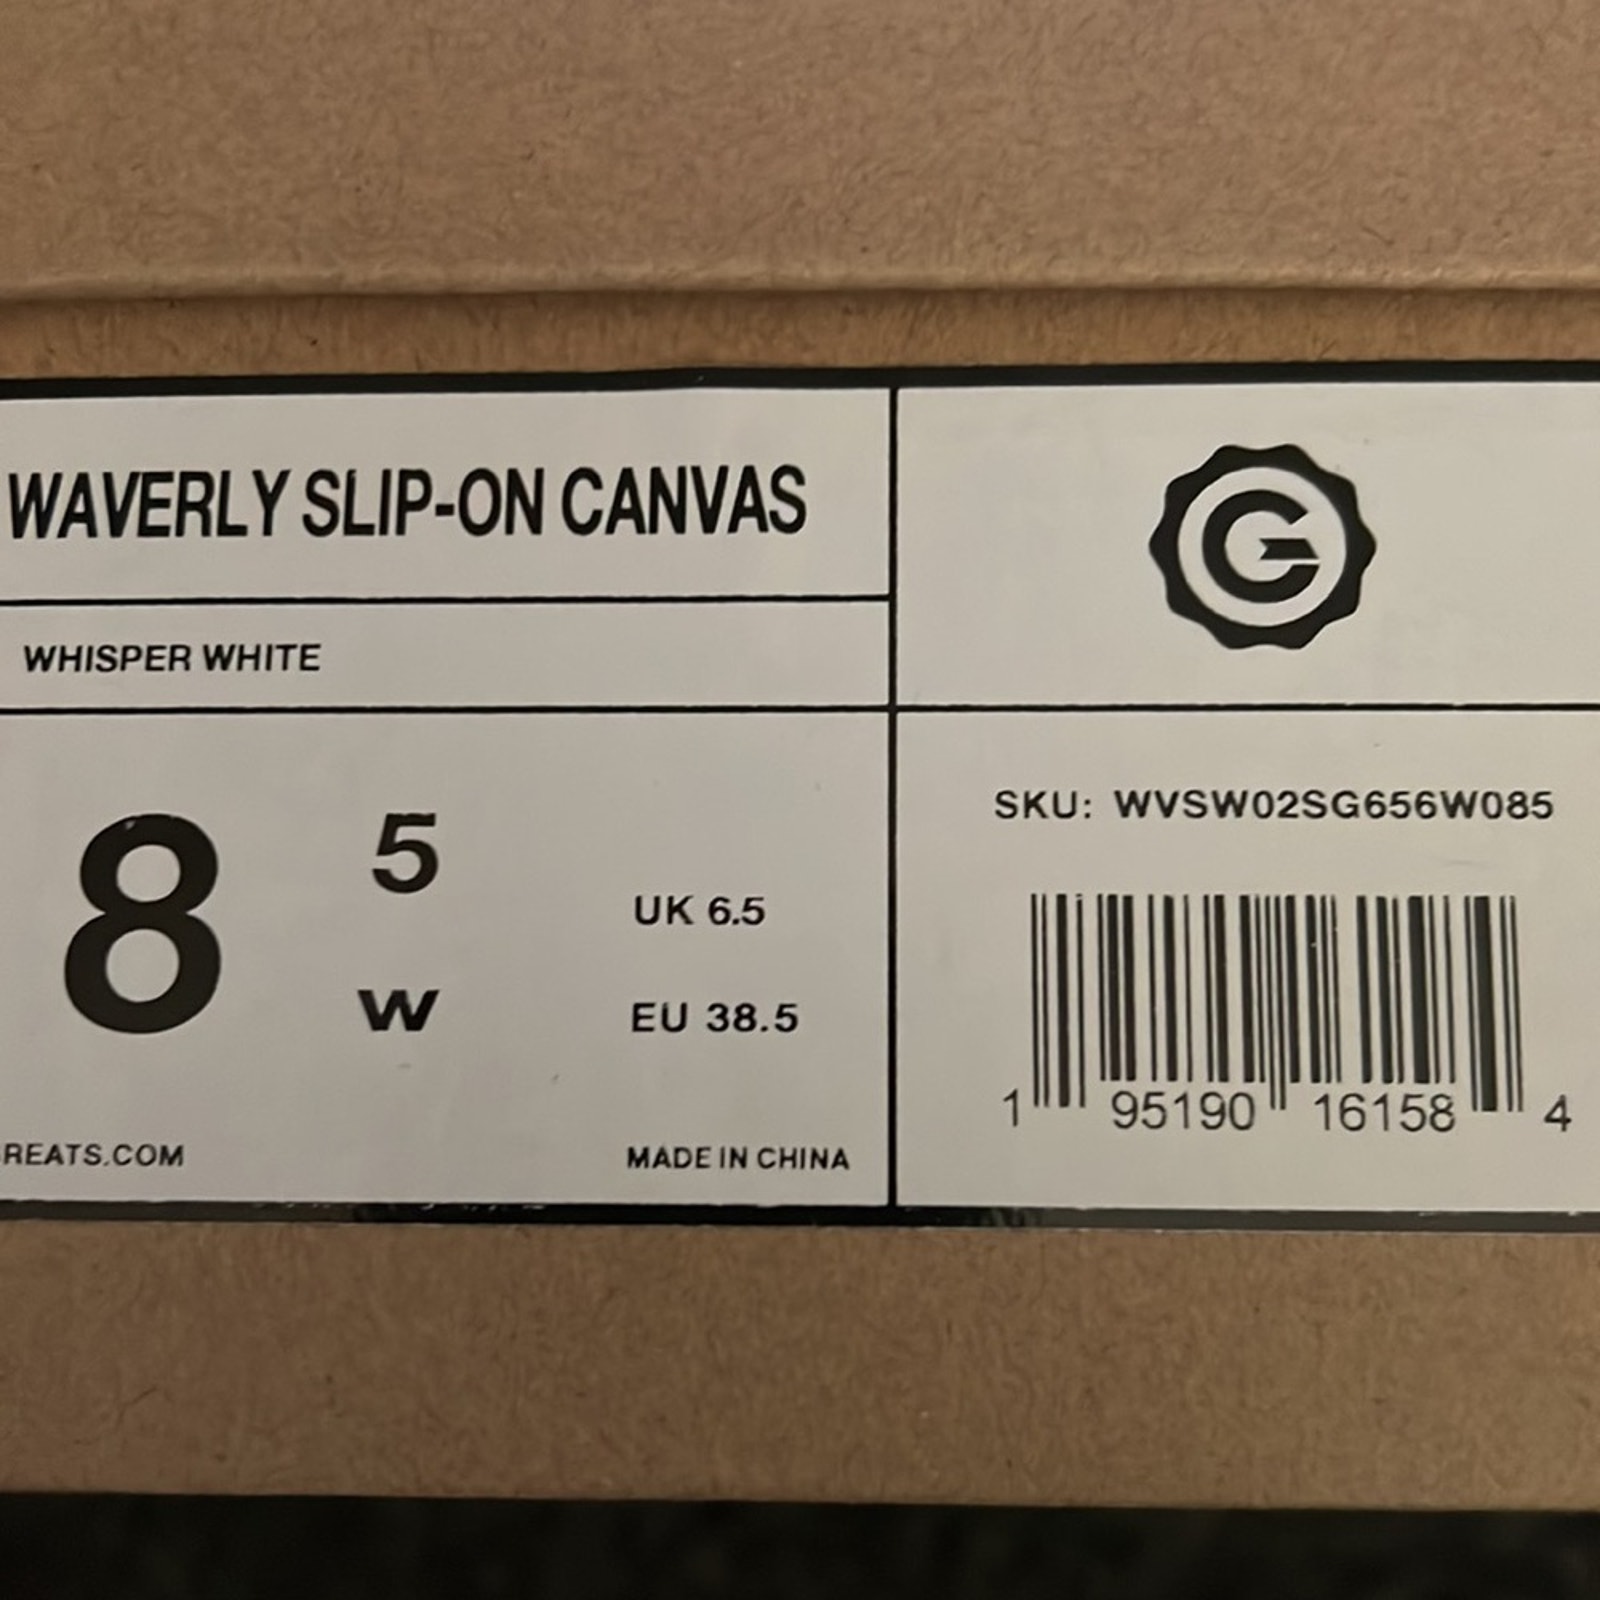 WAVERLY SLIP-ON CANVAS
WHISPER WHITE
8 5
W
UK 6.5
EU 38.5
REATS.COM
MADE IN CHINA
G
SKU: WVSW02SG656W085
1 95190 16158 4